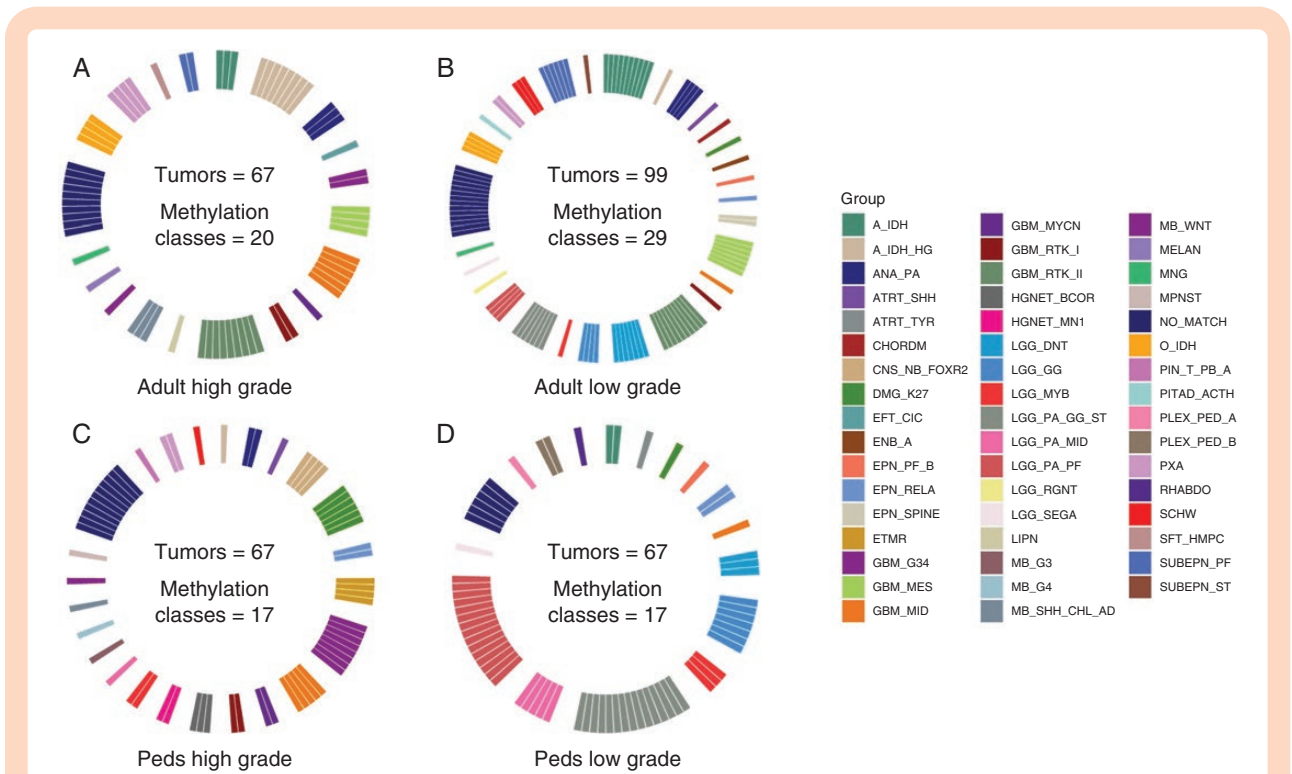 A
Tumors = 67
Methylation
classes = 20
Adult high grade
B
Tumors = 99
Methylation
classes = 29
Adult low grade
C
Tumors = 67
Methylation
classes = 17
Peds high grade
D
Tumors = 67
Methylation
classes = 17
Peds low grade
Group
A_IDH
A_IDH_HG
ANA_PA
ATRT_SHH
ATRT_TYR
CHORDM
CNS_NB_FOXR2
DMG_K27
EFT_CIC
ENB_A
EPN_PF_B
EPN_RELA
EPN_SPINE
ETMR
GBM_G34
GBM_MES
GBM_MID
GBM_MYCN
GBM_RTK_I
GBM_RTK_II
HGNET_BCOR
HGNET_MN1
LGG_DNT
LGG_GG
LGG_MYB
LGG_PA_GG_ST
LGG_PA_MID
LGG_PA_PF
LGG_RGNT
LGG_SEGA
LIPN
MB_G3
MB_G4
MB_SHH_CHL_AD
MB_WNT
MELAN
MNG
MPNST
NO_MATCH
O_IDH
PIN_T_PB_A
PITAD_ACTH
PLEX_PED_A
PLEX_PED_B
PXA
RHABDO
SCHW
SFT_HMPC
SUBEPN_PF
SUBEPN_ST